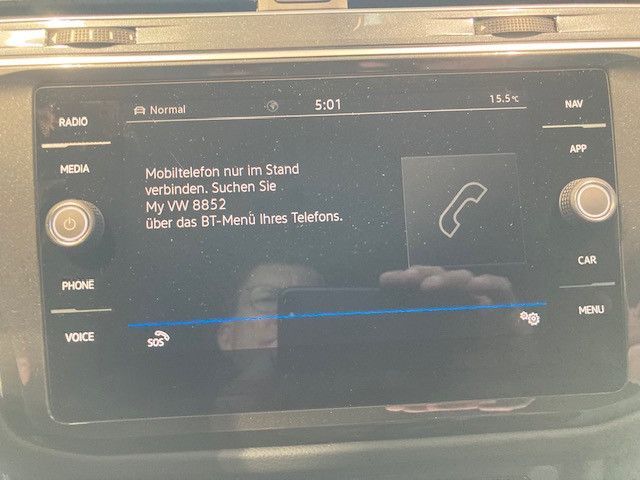 Normal
5:01
15.5°C
RADIO
MEDIA
PHONE
VOICE
Mobiltelefon nur im Stand
verbinden. Suchen Sie
My VW 8852
über das BT-Menü Ihres Telefons.
SOS
NAV
APP
CAR
MENU